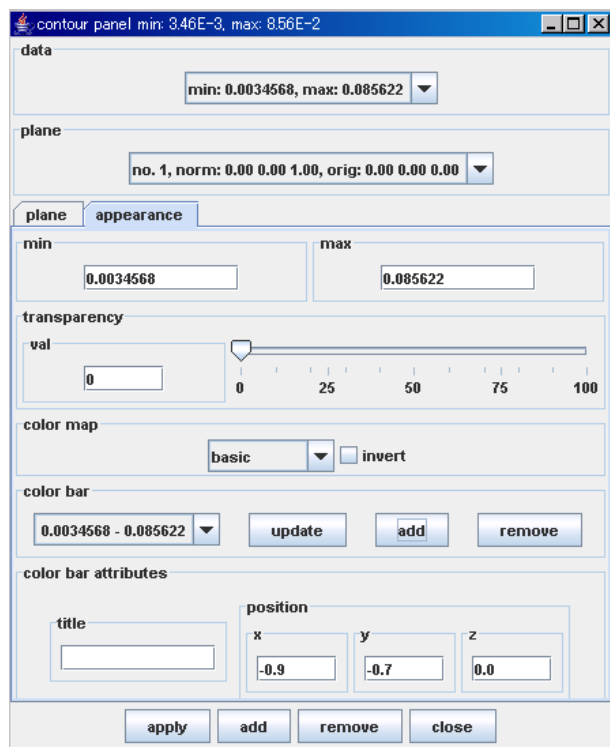 contour panel min: 3.46E-3, max: 8.56E-2
data
min: 0.0034568, max: 0.085622
plane
no. 1, norm: 0.00 0.00 1.00, orig: 0.00 0.00 0.00
plane appearance
min max
0.0034568 0.085622
transparency
val
0
0 25 50 75 100
color map
basic invert
color bar
0.0034568 - 0.085622 update add remove
color bar attributes
position
title
x y z
-0.9 -0.7 0.0
apply add remove close